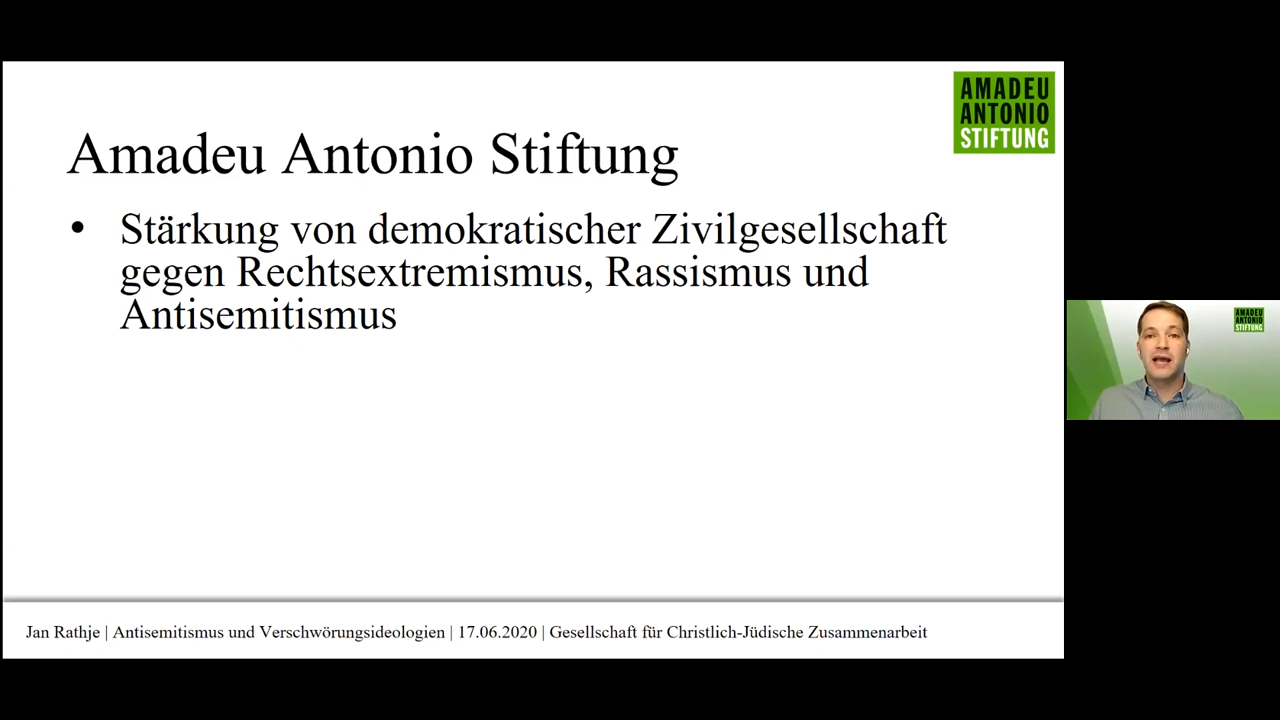 AMADEU
ANTONIO
STIFTUNG
Amadeu Antonio Stiftung
• Stärkung von demokratischer Zivilgesellschaft
gegen Rechtsextremismus, Rassismus und
Antisemitismus
AMADEU
ANTONIO
STIFTUNG
Jan Rathje | Antisemitismus und Verschwörungsideologien | 17.06.2020 | Gesellschaft für Christlich-Jüdische Zusammenarbeit